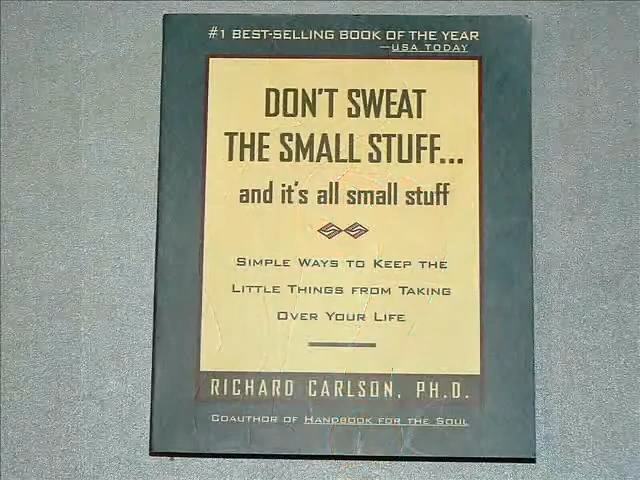 #1 BEST-SELLING BOOK OF THE YEAR
—USA TODAY
DON'T SWEAT
THE SMALL STUFF...
and it's all small stuff
SIMPLE WAYS TO KEEP THE
LITTLE THINGS FROM TAKING
OVER YOUR LIFE
RICHARD CARLSON, PH.D.
COAUTHOR OF HANDBOOK FOR THE SOUL